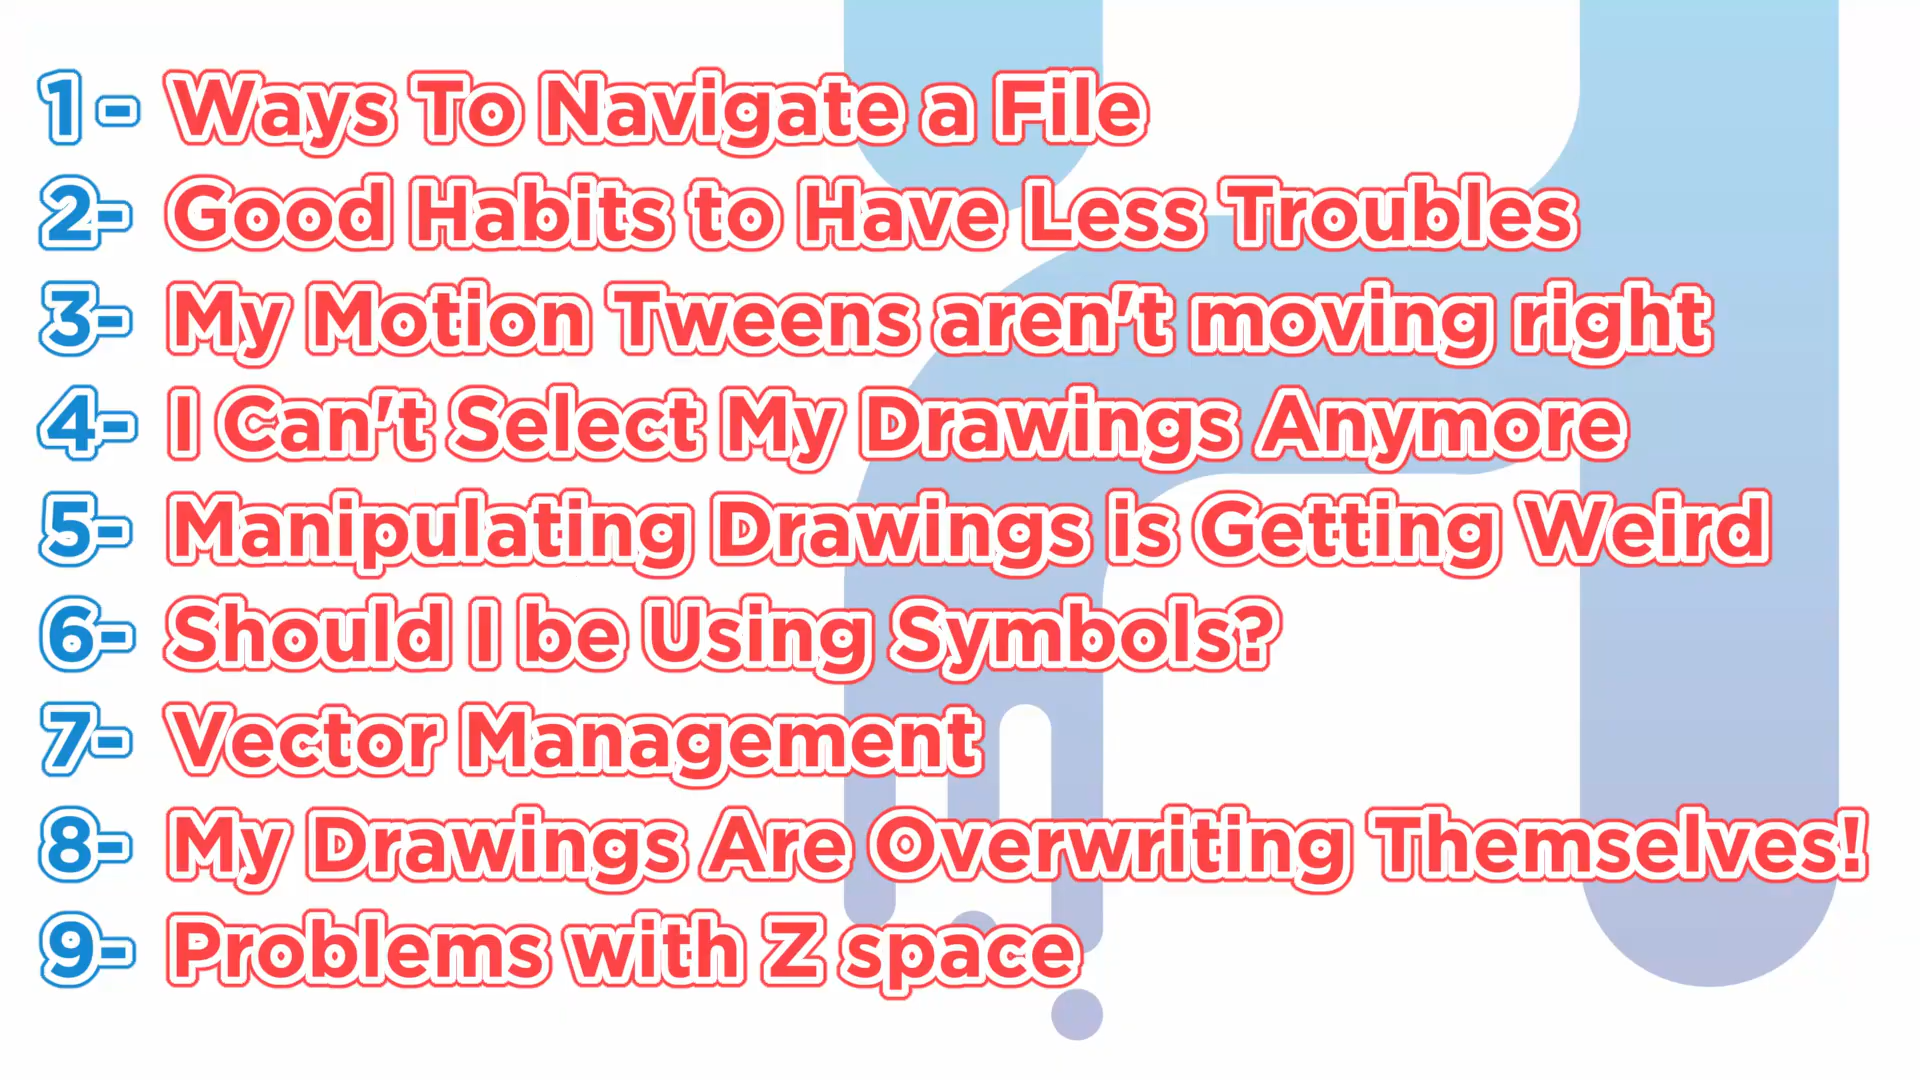 1- Ways To Navigate a File
2- Good Habits to Have Less Troubles
3- My Motion Tweens aren't moving right
4- I Can't Select My Drawings Anymore
5- Manipulating Drawings is Getting Weird
6- Should I be Using Symbols?
7- Vector Management
8- My Drawings Are Overwriting Themselves!
9- Problems with Z space